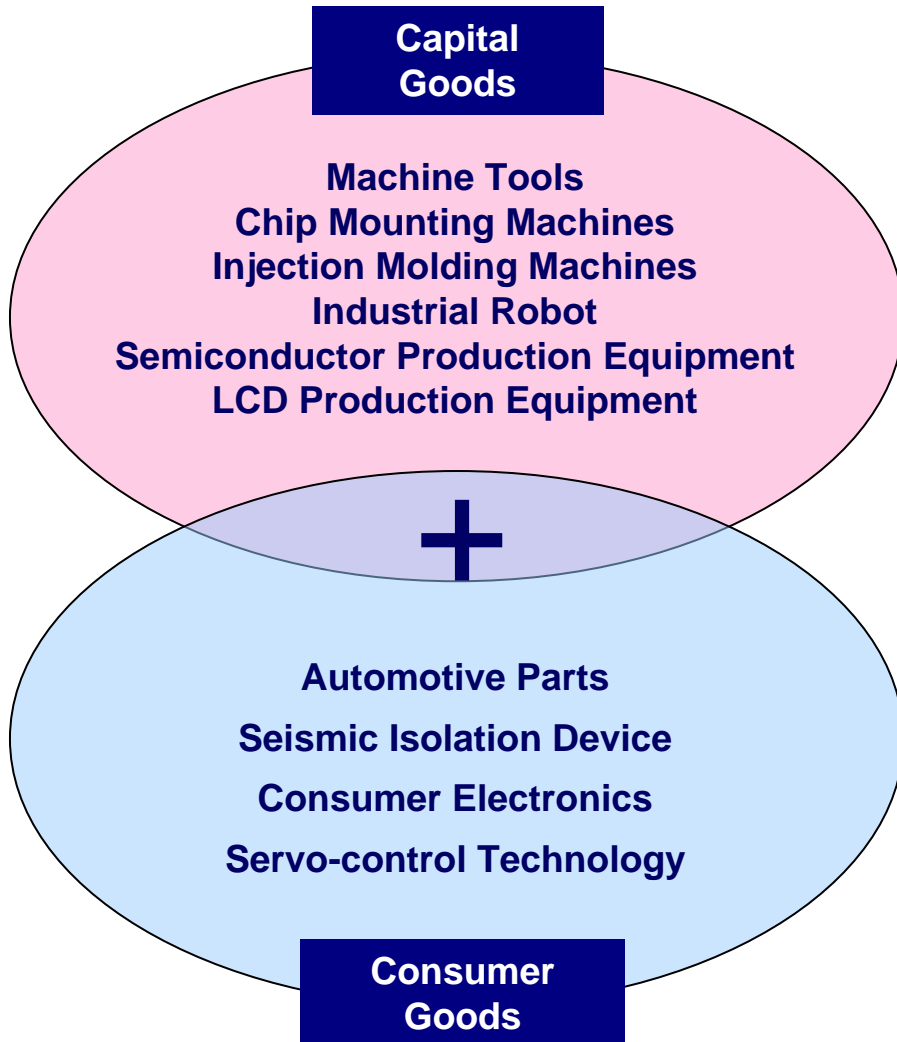 Capital
Goods
Machine Tools
Chip Mounting Machines
Injection Molding Machines
Industrial Robot
Semiconductor Production Equipment
LCD Production Equipment
+
Automotive Parts
Seismic Isolation Device
Consumer Electronics
Servo-control Technology
Consumer
Goods